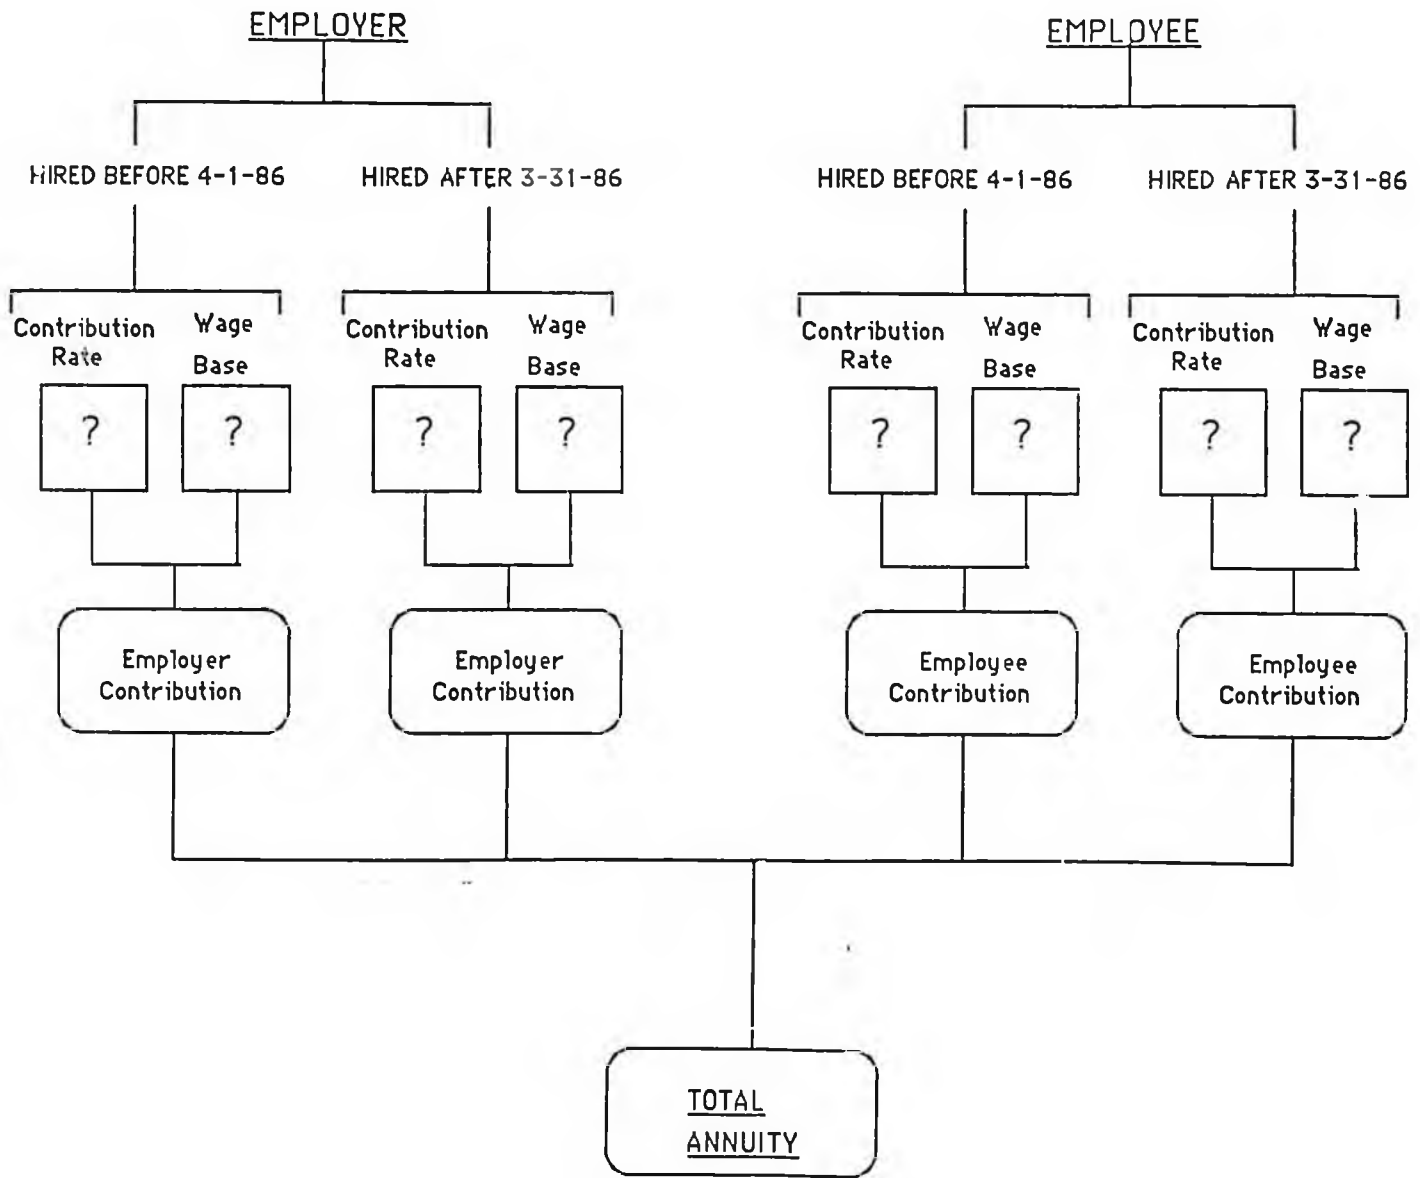 EMPLOYER
EMPLOYEE
HIRED BEFORE 4-1-86
HIRED AFTER 3-31-86
HIRED BEFORE 4-1-86
HIRED AFTER 3-31-86
Contribution
Rate
Wage
Base
Contribution
Rate
Wage
Base
Contribution
Rate
Wage
Base
Contribution
Rate
Wage
Base
?
?
?
?
?
?
?
?
Employer
Contribution
Employer
Contribution
Employee
Contribution
Employee
Contribution
TOTAL
ANNUITY